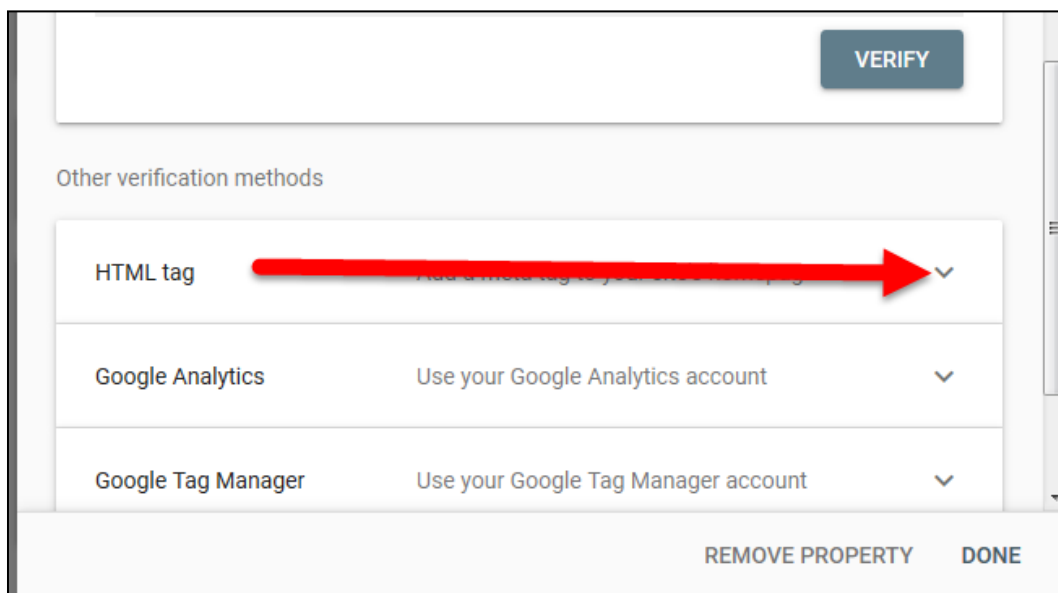 VERIFY
Other verification methods
HTML tag
Google Analytics Use your Google Analytics account
Google Tag Manager Use your Google Tag Manager account
REMOVE PROPERTY DONE